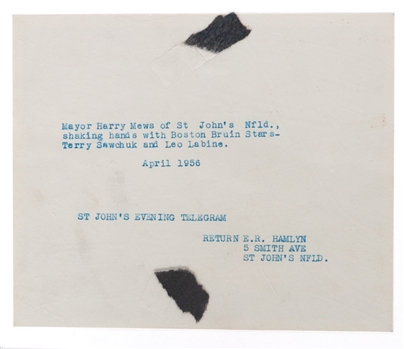 Mayor Harry Mews of St John's Nfld.,
shaking hands with Boston Bruin Stars-
Terry Sawchuk and Leo Labine.
April 1956
ST JOHN'S EVENING TELEGRAM
RETURN E.R. HAMLYN
5 SMITH AVE
ST JOHN'S NFLD.